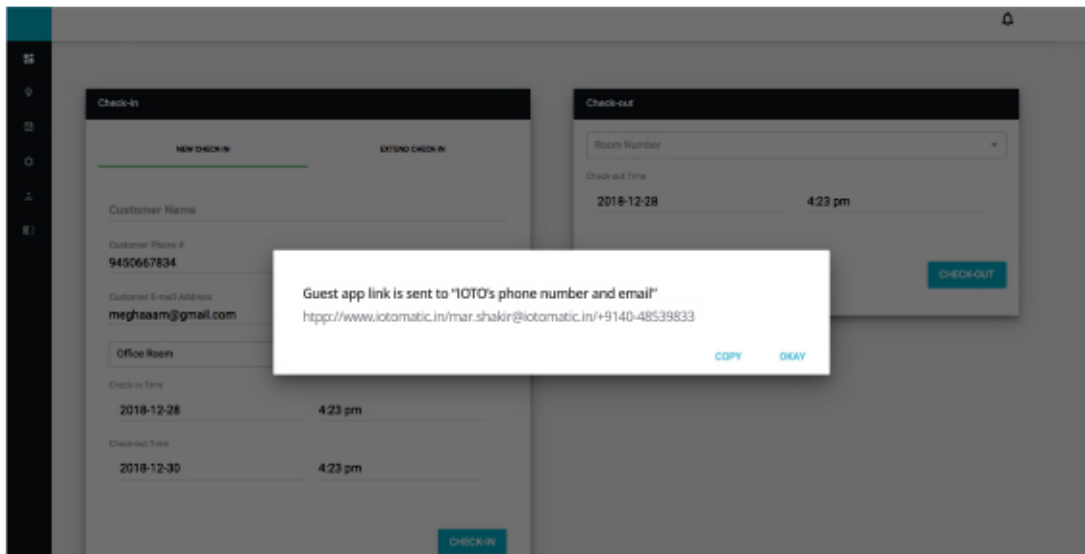 Check-in
NEW CHECK-IN
EXTEND CHECK-IN
Customer Name
Customer Phone #
9450667834
Customer E-mail Address
meghaaam@gmail.com
Office Room
Check-in Time
2018-12-28
4:23 pm
Check-out Time
2018-12-30
4:23 pm
CHECK-IN
Check-out
Room Number
Check-out Time
2018-12-28
4:23 pm
CHECK-OUT
Guest app link is sent to "IOTO's phone number and email"
htpp://www.iotomatic.in/mar.shakir@iotomatic.in/+9140-48539833
COPY
OKAY